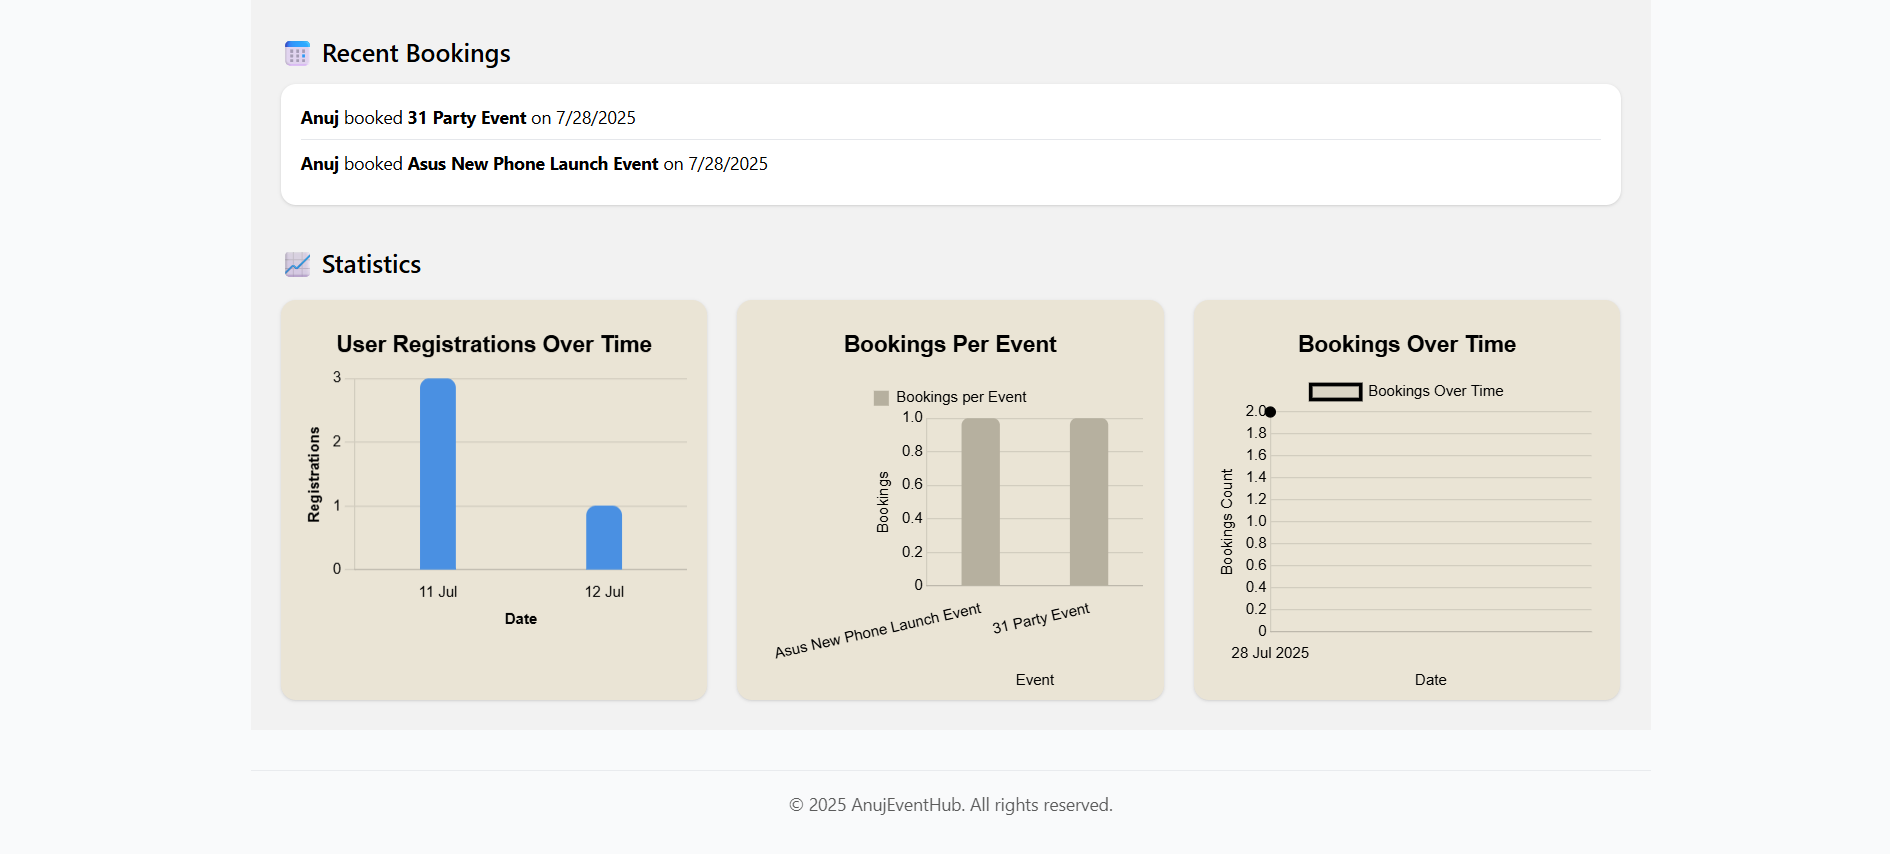 Recent Bookings
Anuj booked 31 Party Event on 7/28/2025
Anuj booked Asus New Phone Launch Event on 7/28/2025
Statistics
User Registrations Over Time
3
2
1
0
Registrations
11 Jul
12 Jul
Date
Bookings Per Event
Bookings per Event
1.0
0.8
0.6
0.4
0.2
0
Bookings
Asus New Phone Launch Event
31 Party Event
Event
Bookings Over Time
Bookings Over Time
2.0
1.8
1.6
1.4
1.2
1.0
0.8
0.6
0.4
0.2
0
Bookings Count
28 Jul 2025
Date
© 2025 AnujEventHub. All rights reserved.